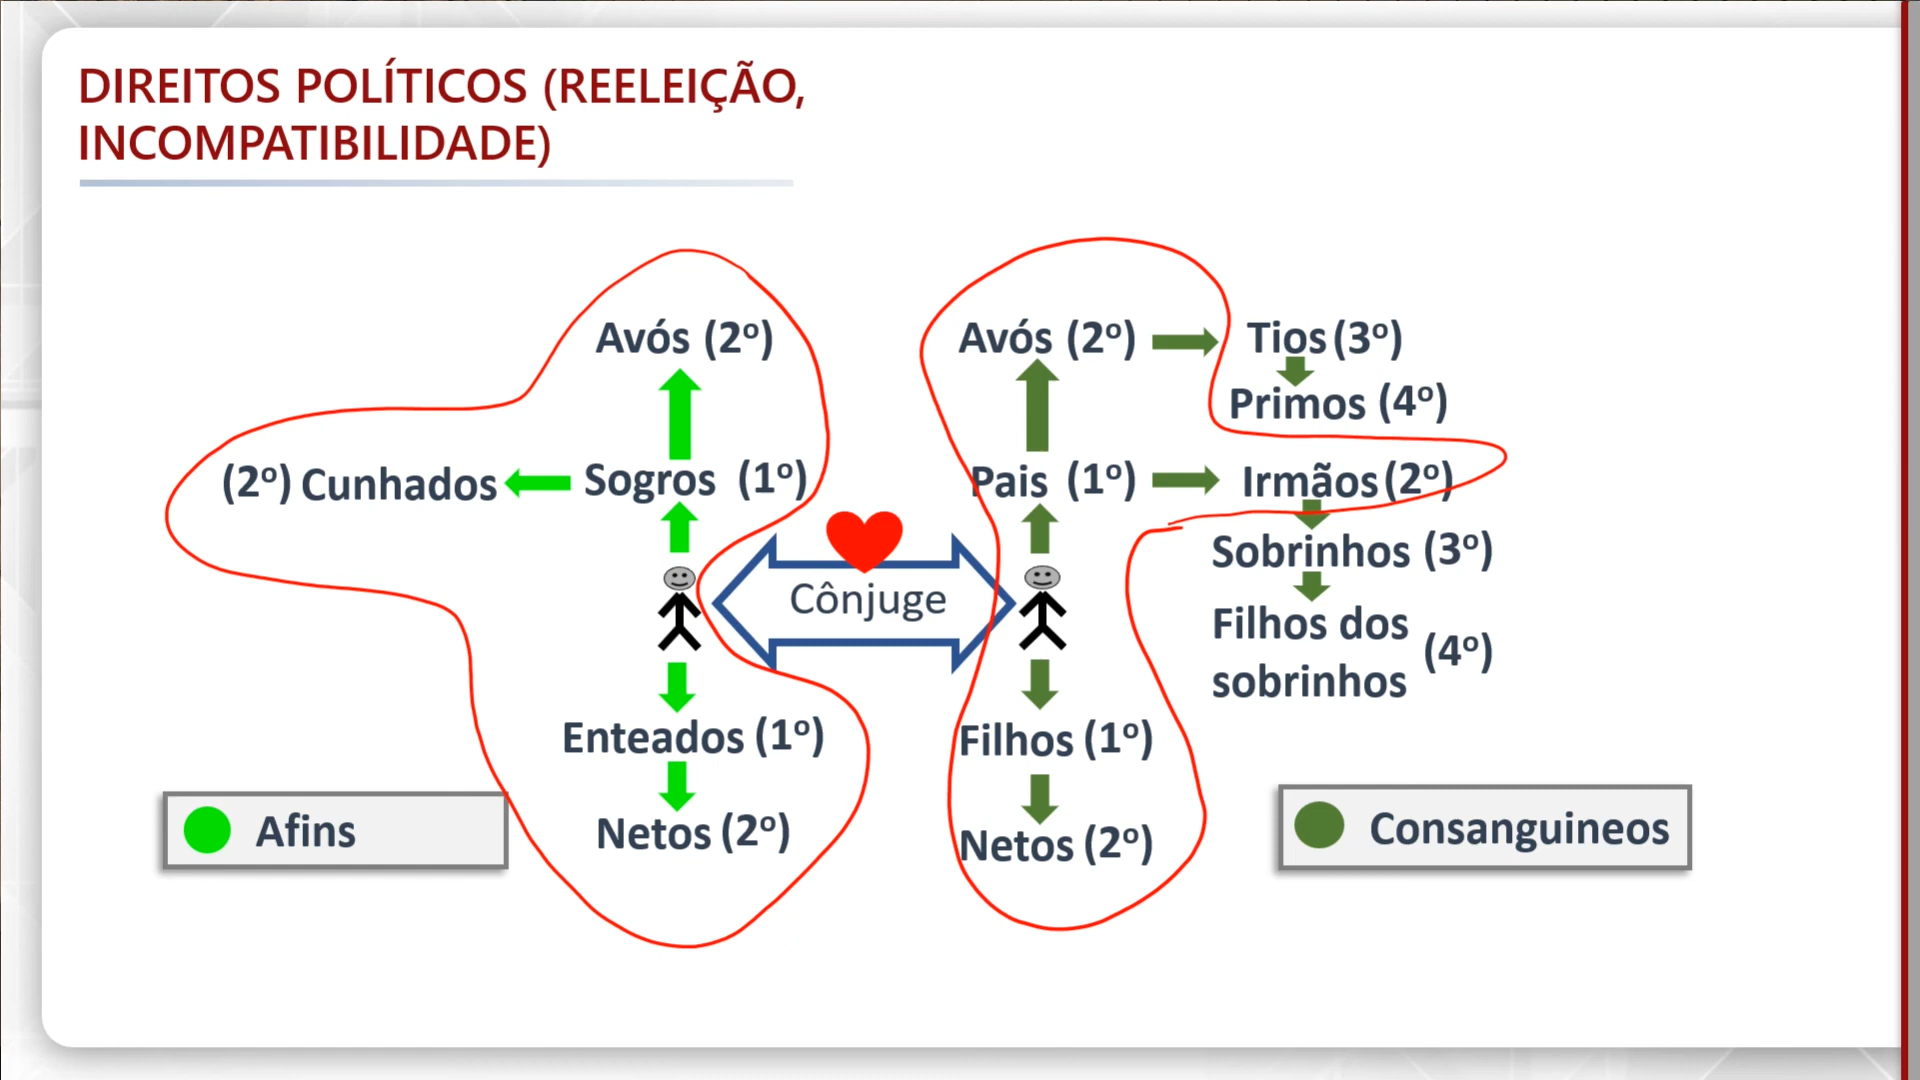 DIREITOS POLÍTICOS (REELEIÇÃO,
INCOMPATIBILIDADE)
Avós (2º)
(2º) Cunhados
Sogros (1º)
Enteados (1º)
Netos (2º)
Cônjuge
Avós (2º)
Tios (3º)
Primos (4º)
Pais (1º)
Irmãos (2º)
Sobrinhos (3º)
Filhos dos
sobrinhos
(4º)
Filhos (1º)
Netos (2º)
Afins
Consanguineos